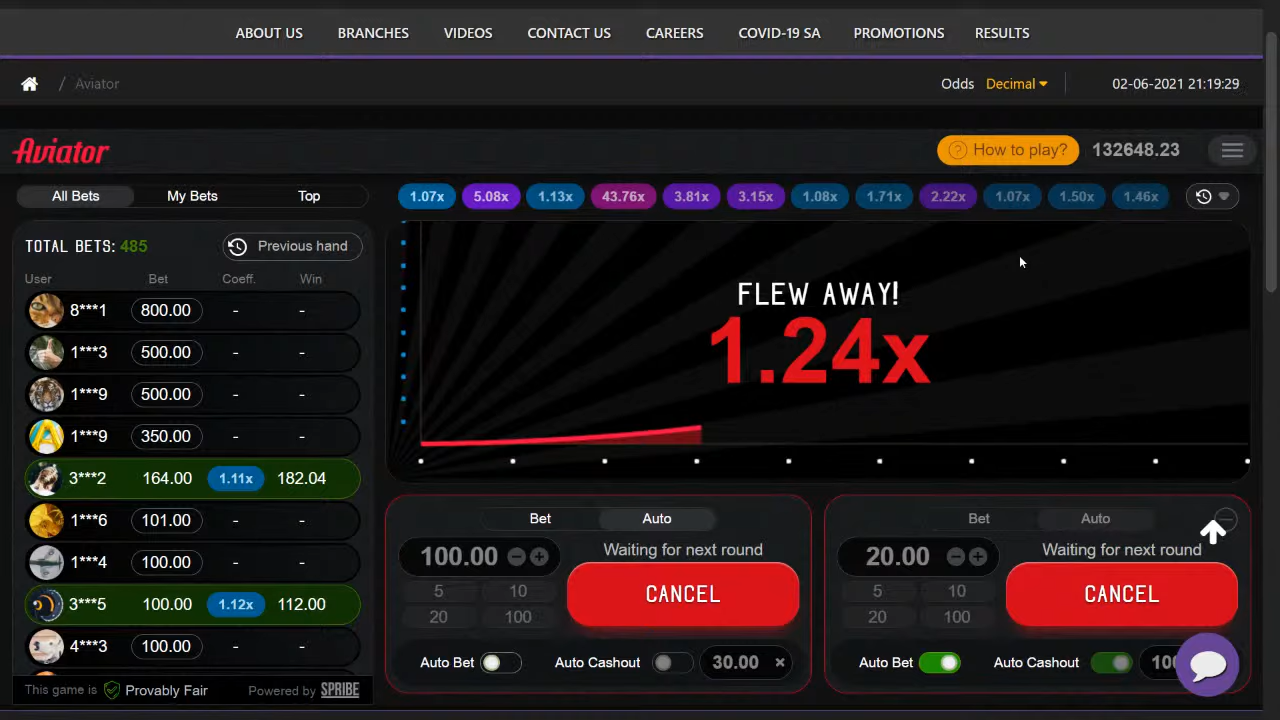 ABOUT US BRANCHES VIDEOS CONTACT US CAREERS COVID-19 SA PROMOTIONS RESULTS
/ Aviator Odds Decimal 02-06-2021 21:19:29
Aviator ? How to play? 132648.23
All Bets My Bets Top
1.07x 5.08x 1.13x 43.76x 3.81x 3.15x 1.08x 1.71x 2.22x 1.07x 1.50x 1.46x
TOTAL BETS: 485 Previous hand
User Bet Coeff. Win
8***1 800.00 - -
1***3 500.00 - -
1***9 500.00 - -
1***9 350.00 - -
3***2 164.00 1.11x 182.04
1***6 101.00 - -
1***4 100.00 - -
3***5 100.00 1.12x 112.00
4***3 100.00 - -
This game is Provably Fair Powered by SPRIBE
FLEW AWAY!
1.24x
Bet Auto
100.00
5 10
20 100
Waiting for next round
CANCEL
Auto Bet Auto Cashout 30.00 ×
Bet Auto
20.00
5 10
20 100
Waiting for next round
CANCEL
Auto Bet Auto Cashout